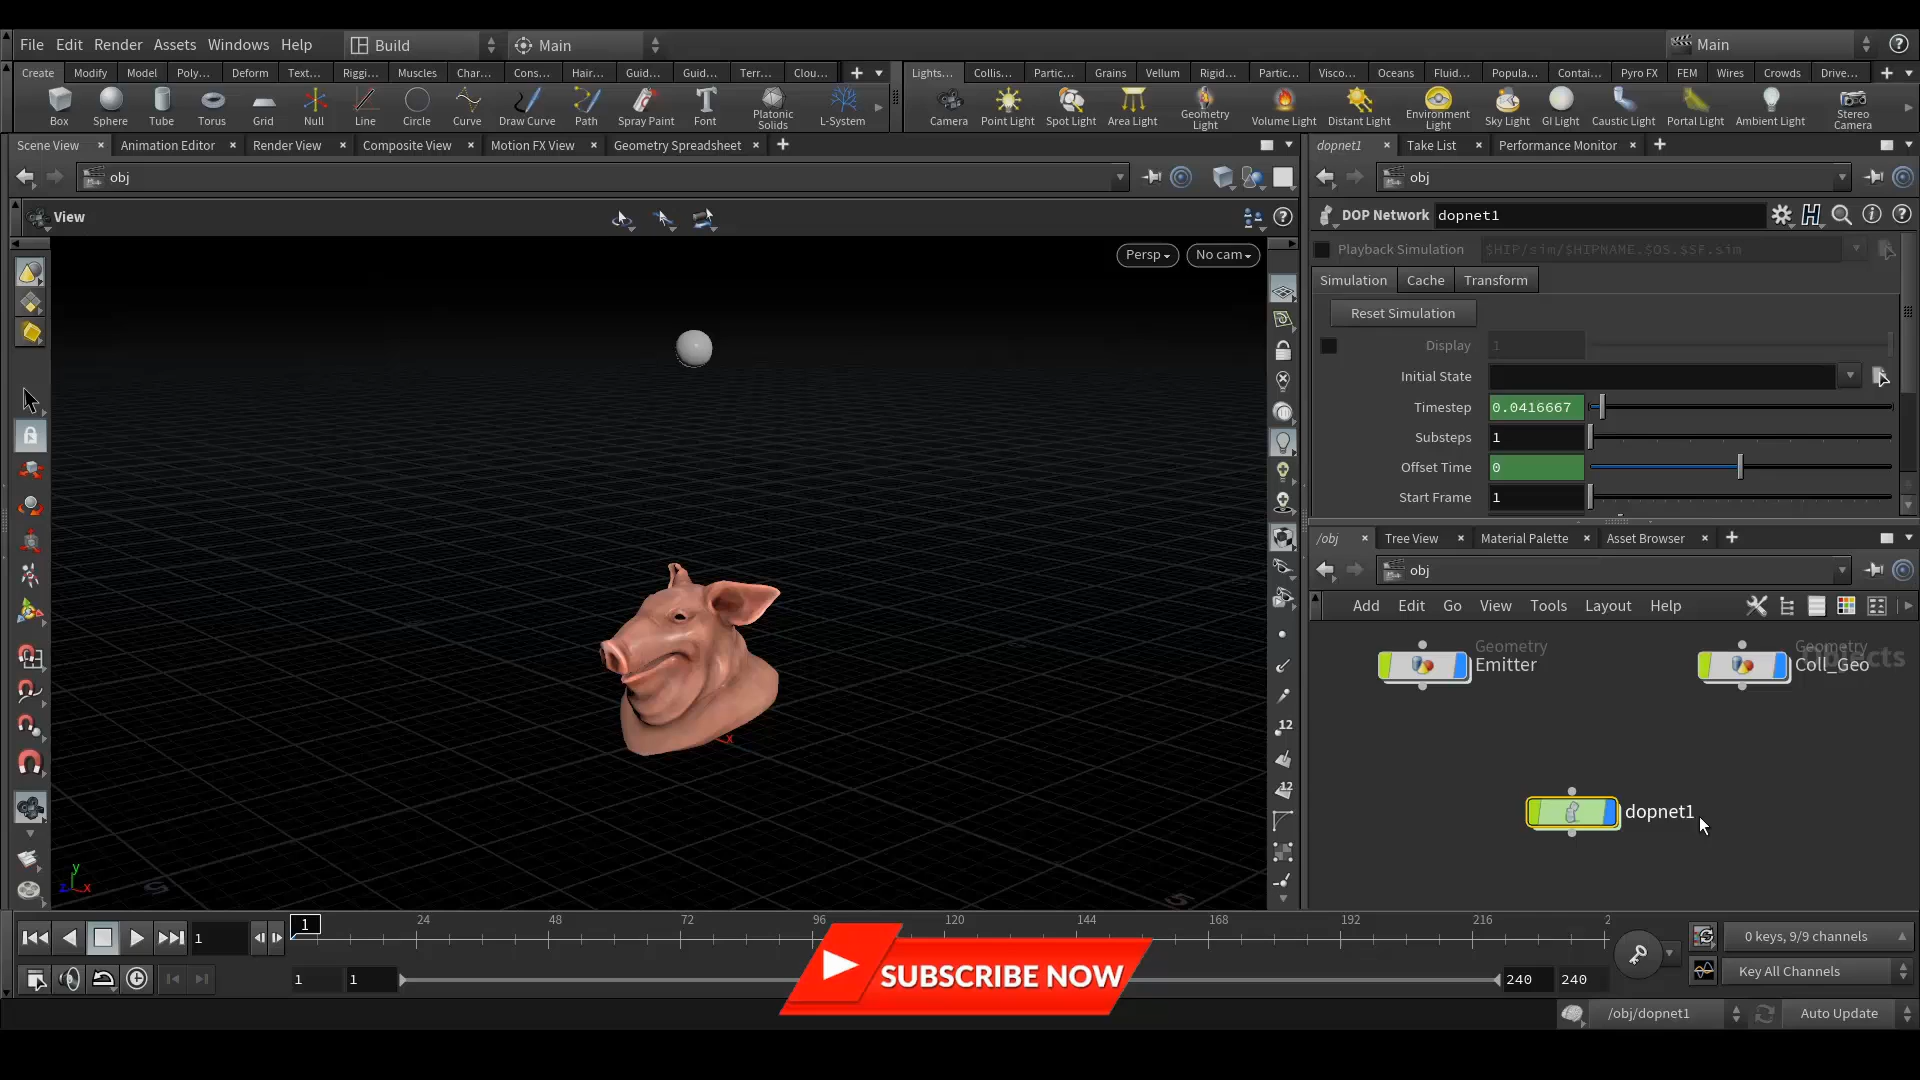 File Edit Render Assets Windows Help Build Main Main
Create Modify Model Poly... Deform Text... Riggi... Muscles Char... Cons... Hair... Guid... Guid... Terr... Clou... Lights... Collis... Partic... Grains Vellum Rigid... Partic... Visco... Oceans Fluid... Popula... Contai... Pyro FX FEM Wires Crowds Drive...
Box Sphere Tube Torus Grid Null Line Circle Curve Draw Curve Path Spray Paint Font Platonic Solids L-System Camera Point Light Spot Light Area Light Geometry Light Volume Light Distant Light Environment Light Sky Light GI Light Caustic Light Portal Light Ambient Light Stereo Camera
Scene View Animation Editor Render View Composite View Motion FX View Geometry Spreadsheet dopnet1 Take List Performance Monitor
obj obj
View
DOP Network dopnet1
Persp No cam
Playback Simulation $HIP/sim/$HIPNAME.$OS.$SF.sim
Simulation Cache Transform
Reset Simulation
Display 1
Initial State
Timestep 0.0416667
Substeps 1
Offset Time 0
Start Frame 1
/obj Tree View Material Palette Asset Browser
obj
Add Edit Go View Tools Layout Help
Objects
Geometry
Emitter
Geometry
Coll_Geo
dopnet1
12
12
x
y
z x
5
5
1 24 48 72 96 120 144 168 192 216 2
1
0 keys, 9/9 channels
1 1 240 240
Key All Channels
SUBSCRIBE NOW
/obj/dopnet1 Auto Update